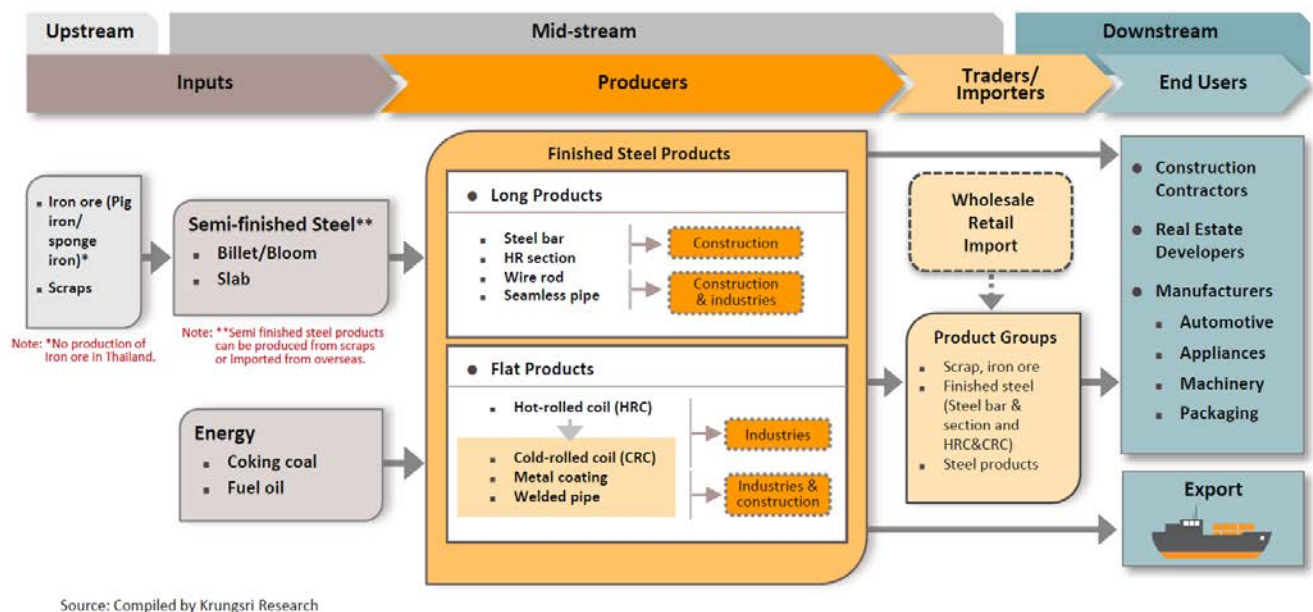 Upstream
Mid-stream
Downstream
Inputs
Producers
Traders/
Importers
End Users
▪ Iron ore (Pig
iron/
sponge
iron)*
▪ Scraps
Note: *No production of
Iron ore in Thailand.
Semi-finished Steel**
▪ Billet/Bloom
▪ Slab
Note: **Semi finished steel products
can be produced from scraps
or imported from overseas.
Energy
▪ Coking coal
▪ Fuel oil
Finished Steel Products
● Long Products
▪ Steel bar
▪ HR section
▪ Wire rod
▪ Seamless pipe
Construction
Construction
& industries
● Flat Products
▪ Hot-rolled coil (HRC)
▪ Cold-rolled coil (CRC)
▪ Metal coating
▪ Welded pipe
Industries
Industries &
construction
Wholesale
Retail
Import
Product Groups
▪ Scrap, iron ore
▪ Finished steel
(Steel bar &
section and
HRC&CRC)
▪ Steel products
● Construction
Contractors
● Real Estate
Developers
● Manufacturers
▪ Automotive
▪ Appliances
▪ Machinery
▪ Packaging
Export
Source: Compiled by Krungsri Research